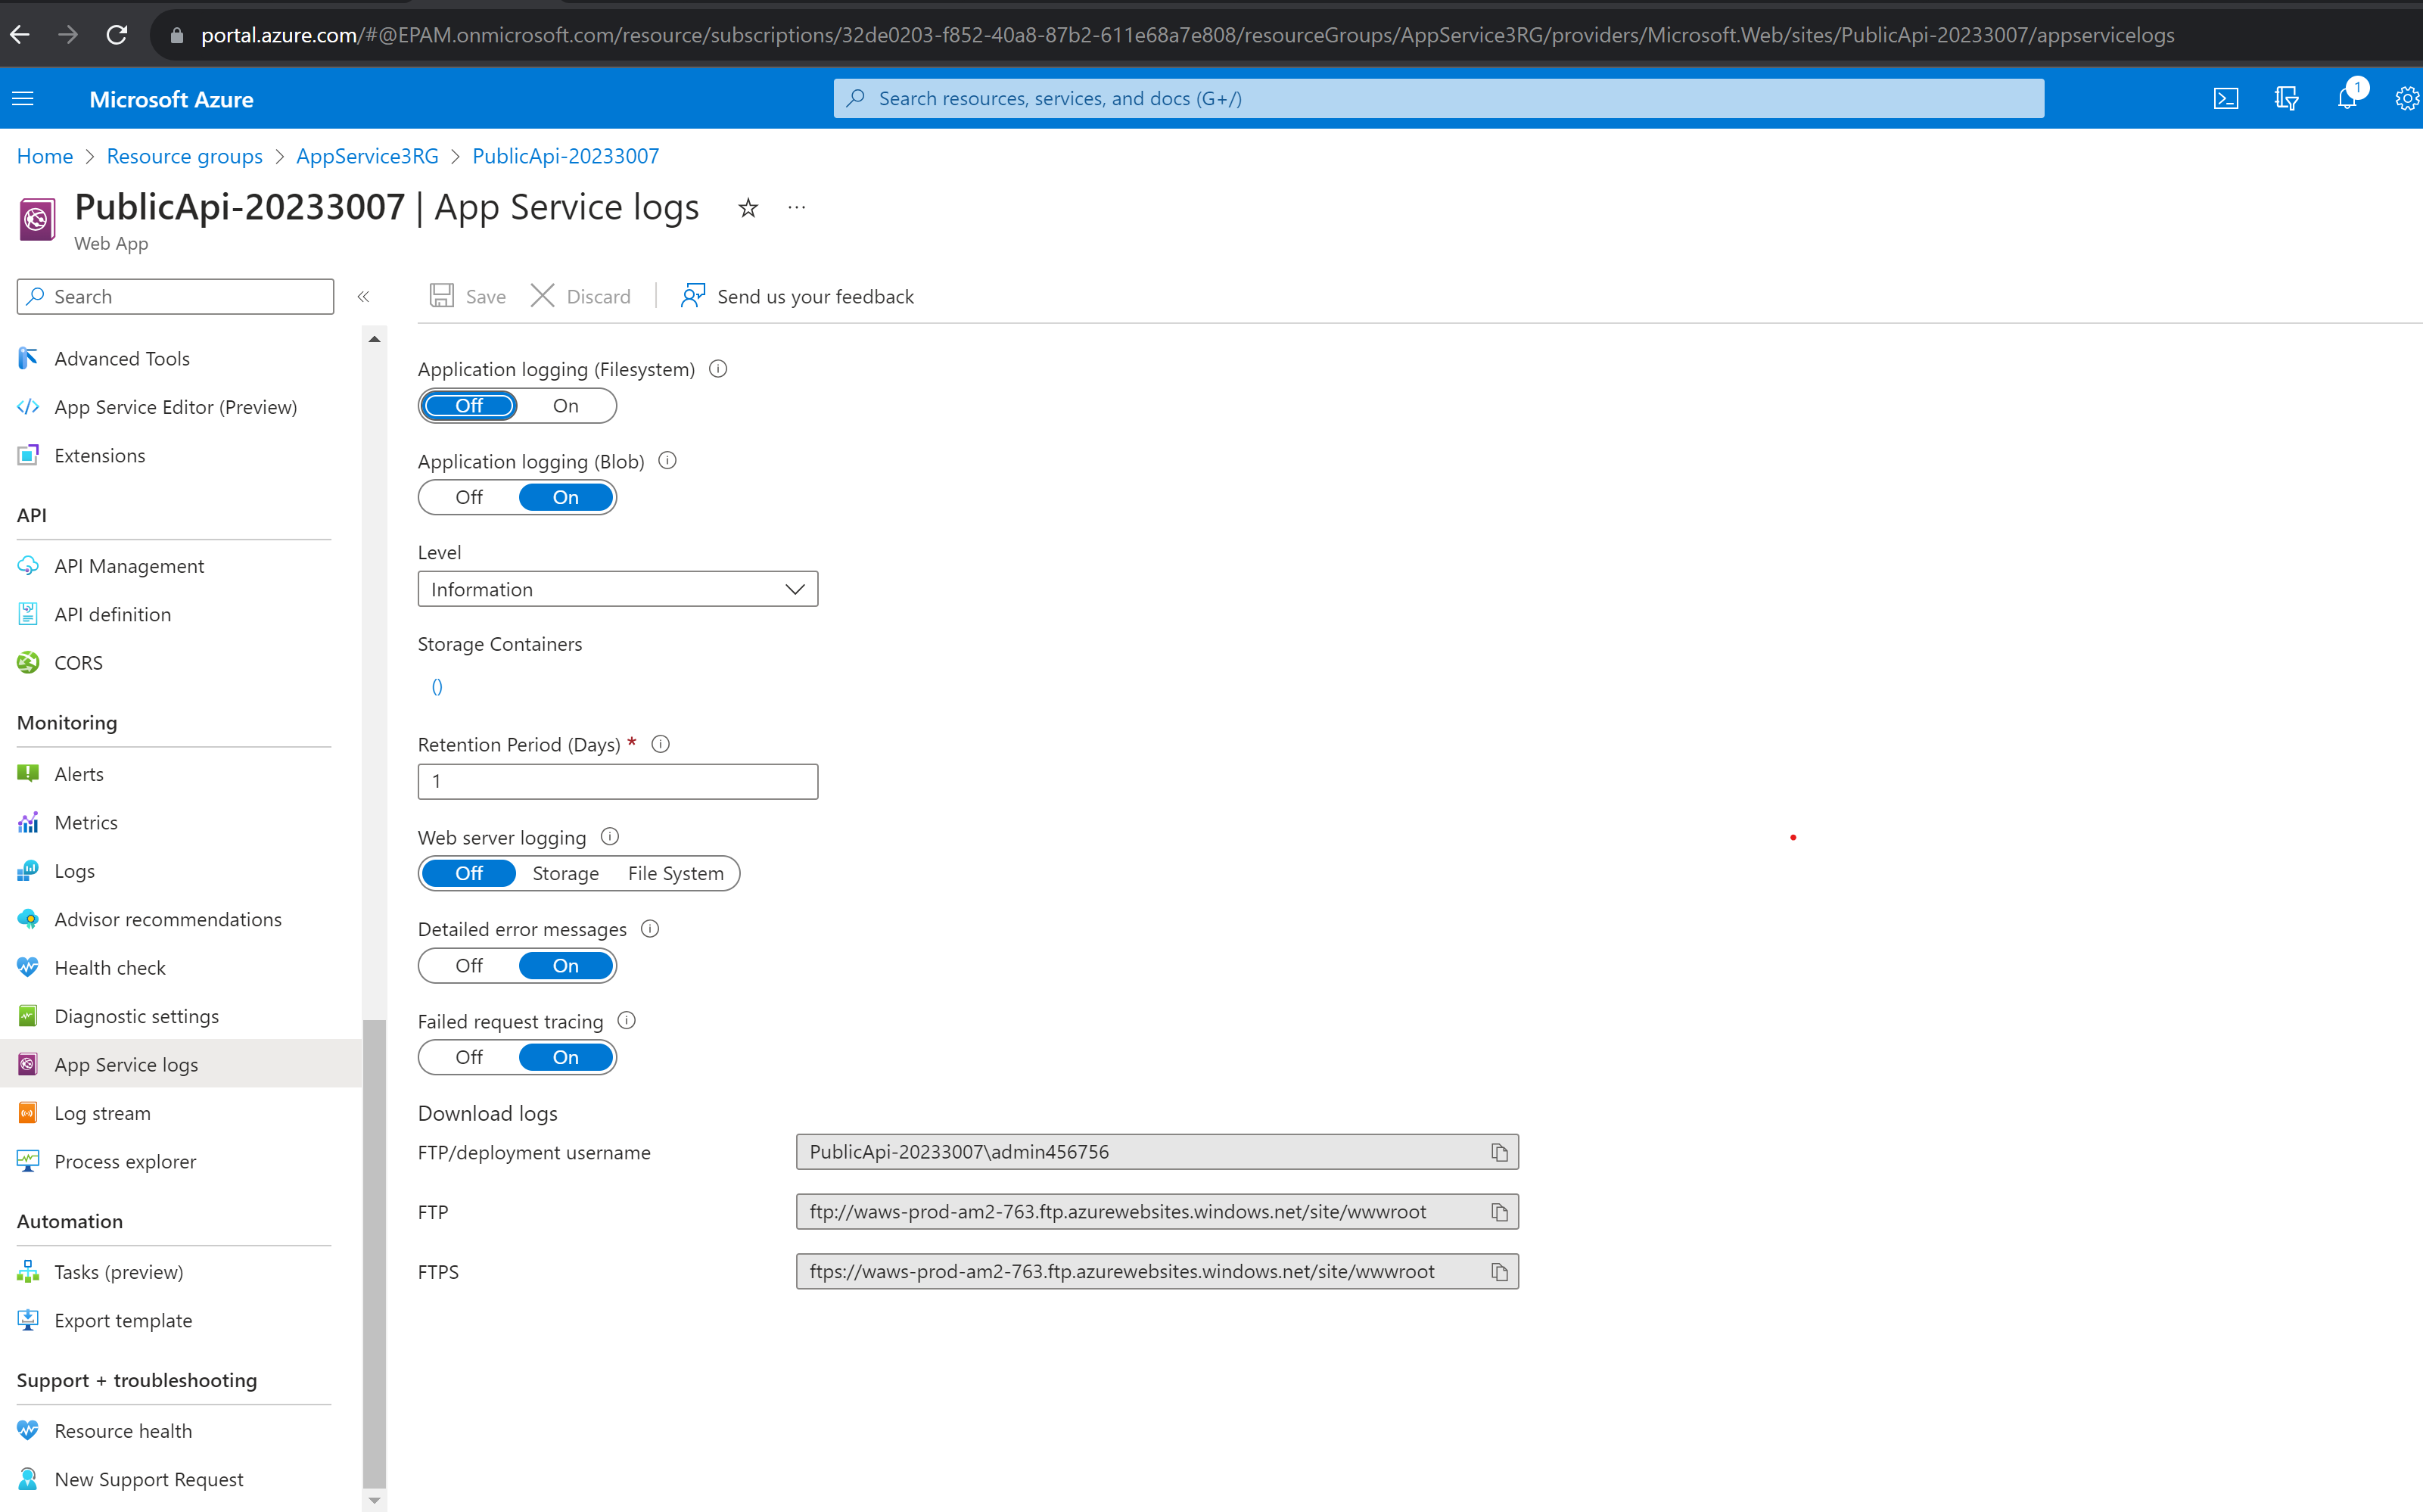 portal.azure.com/#@EPAM.onmicrosoft.com/resource/subscriptions/32de0203-f852-40a8-87b2-611e68a7e808/resourceGroups/AppService3RG/providers/Microsoft.Web/sites/PublicApi-20233007/appservicelogs
Microsoft Azure
Search resources, services, and docs (G+/)
1
Home > Resource groups > AppService3RG > PublicApi-20233007
PublicApi-20233007 | App Service logs
Web App
Search
Advanced Tools
App Service Editor (Preview)
Extensions
API
API Management
API definition
CORS
Monitoring
Alerts
Metrics
Logs
Advisor recommendations
Health check
Diagnostic settings
App Service logs
Log stream
Process explorer
Automation
Tasks (preview)
Export template
Support + troubleshooting
Resource health
New Support Request
Save Discard Send us your feedback
Application logging (Filesystem)
Off On
Application logging (Blob)
Off On
Level
Information
Storage Containers
()
Retention Period (Days) *
1
Web server logging
Off Storage File System
Detailed error messages
Off On
Failed request tracing
Off On
Download logs
FTP/deployment username PublicApi-20233007\admin456756
FTP ftp://waws-prod-am2-763.ftp.azurewebsites.windows.net/site/wwwroot
FTPS ftps://waws-prod-am2-763.ftp.azurewebsites.windows.net/site/wwwroot